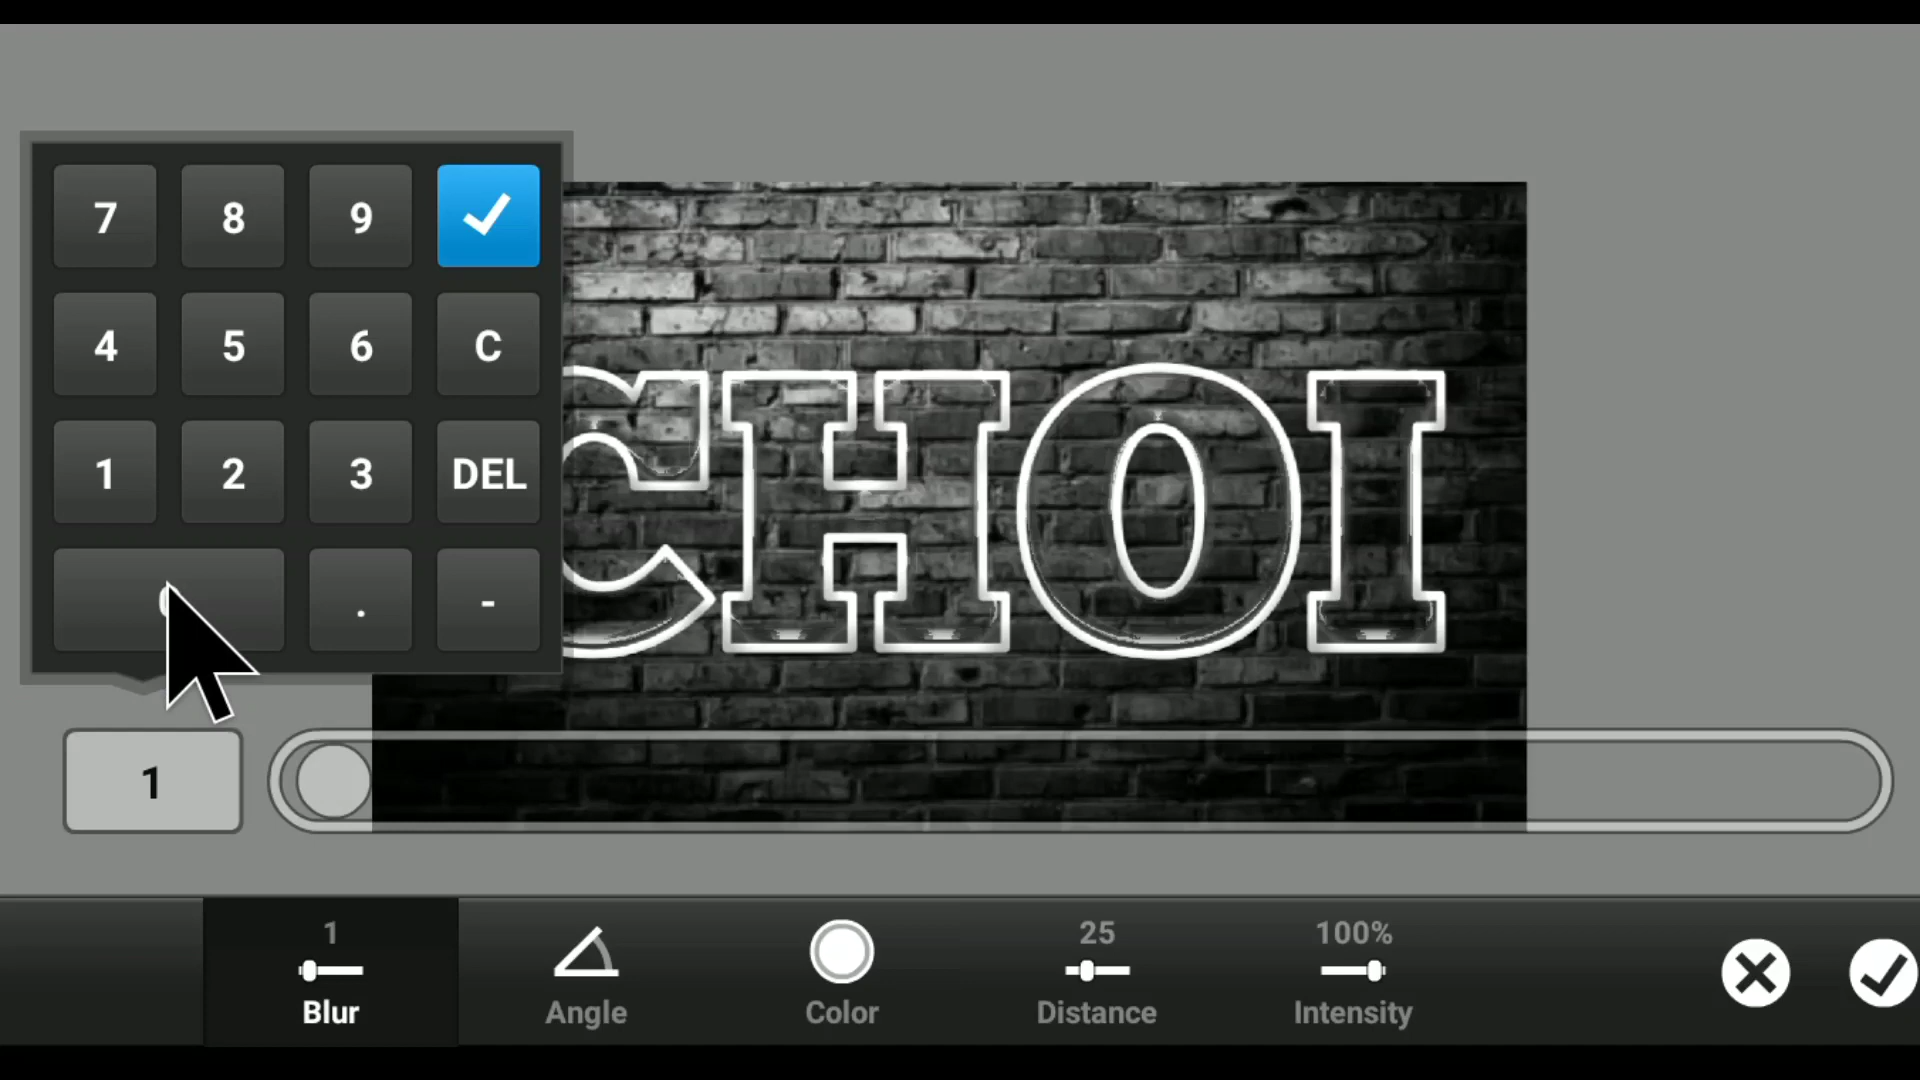 7 8 9
4 5 6 C
1 2 3 DEL
. -
CHOI
1
1 25 100%
Blur Angle Color Distance Intensity